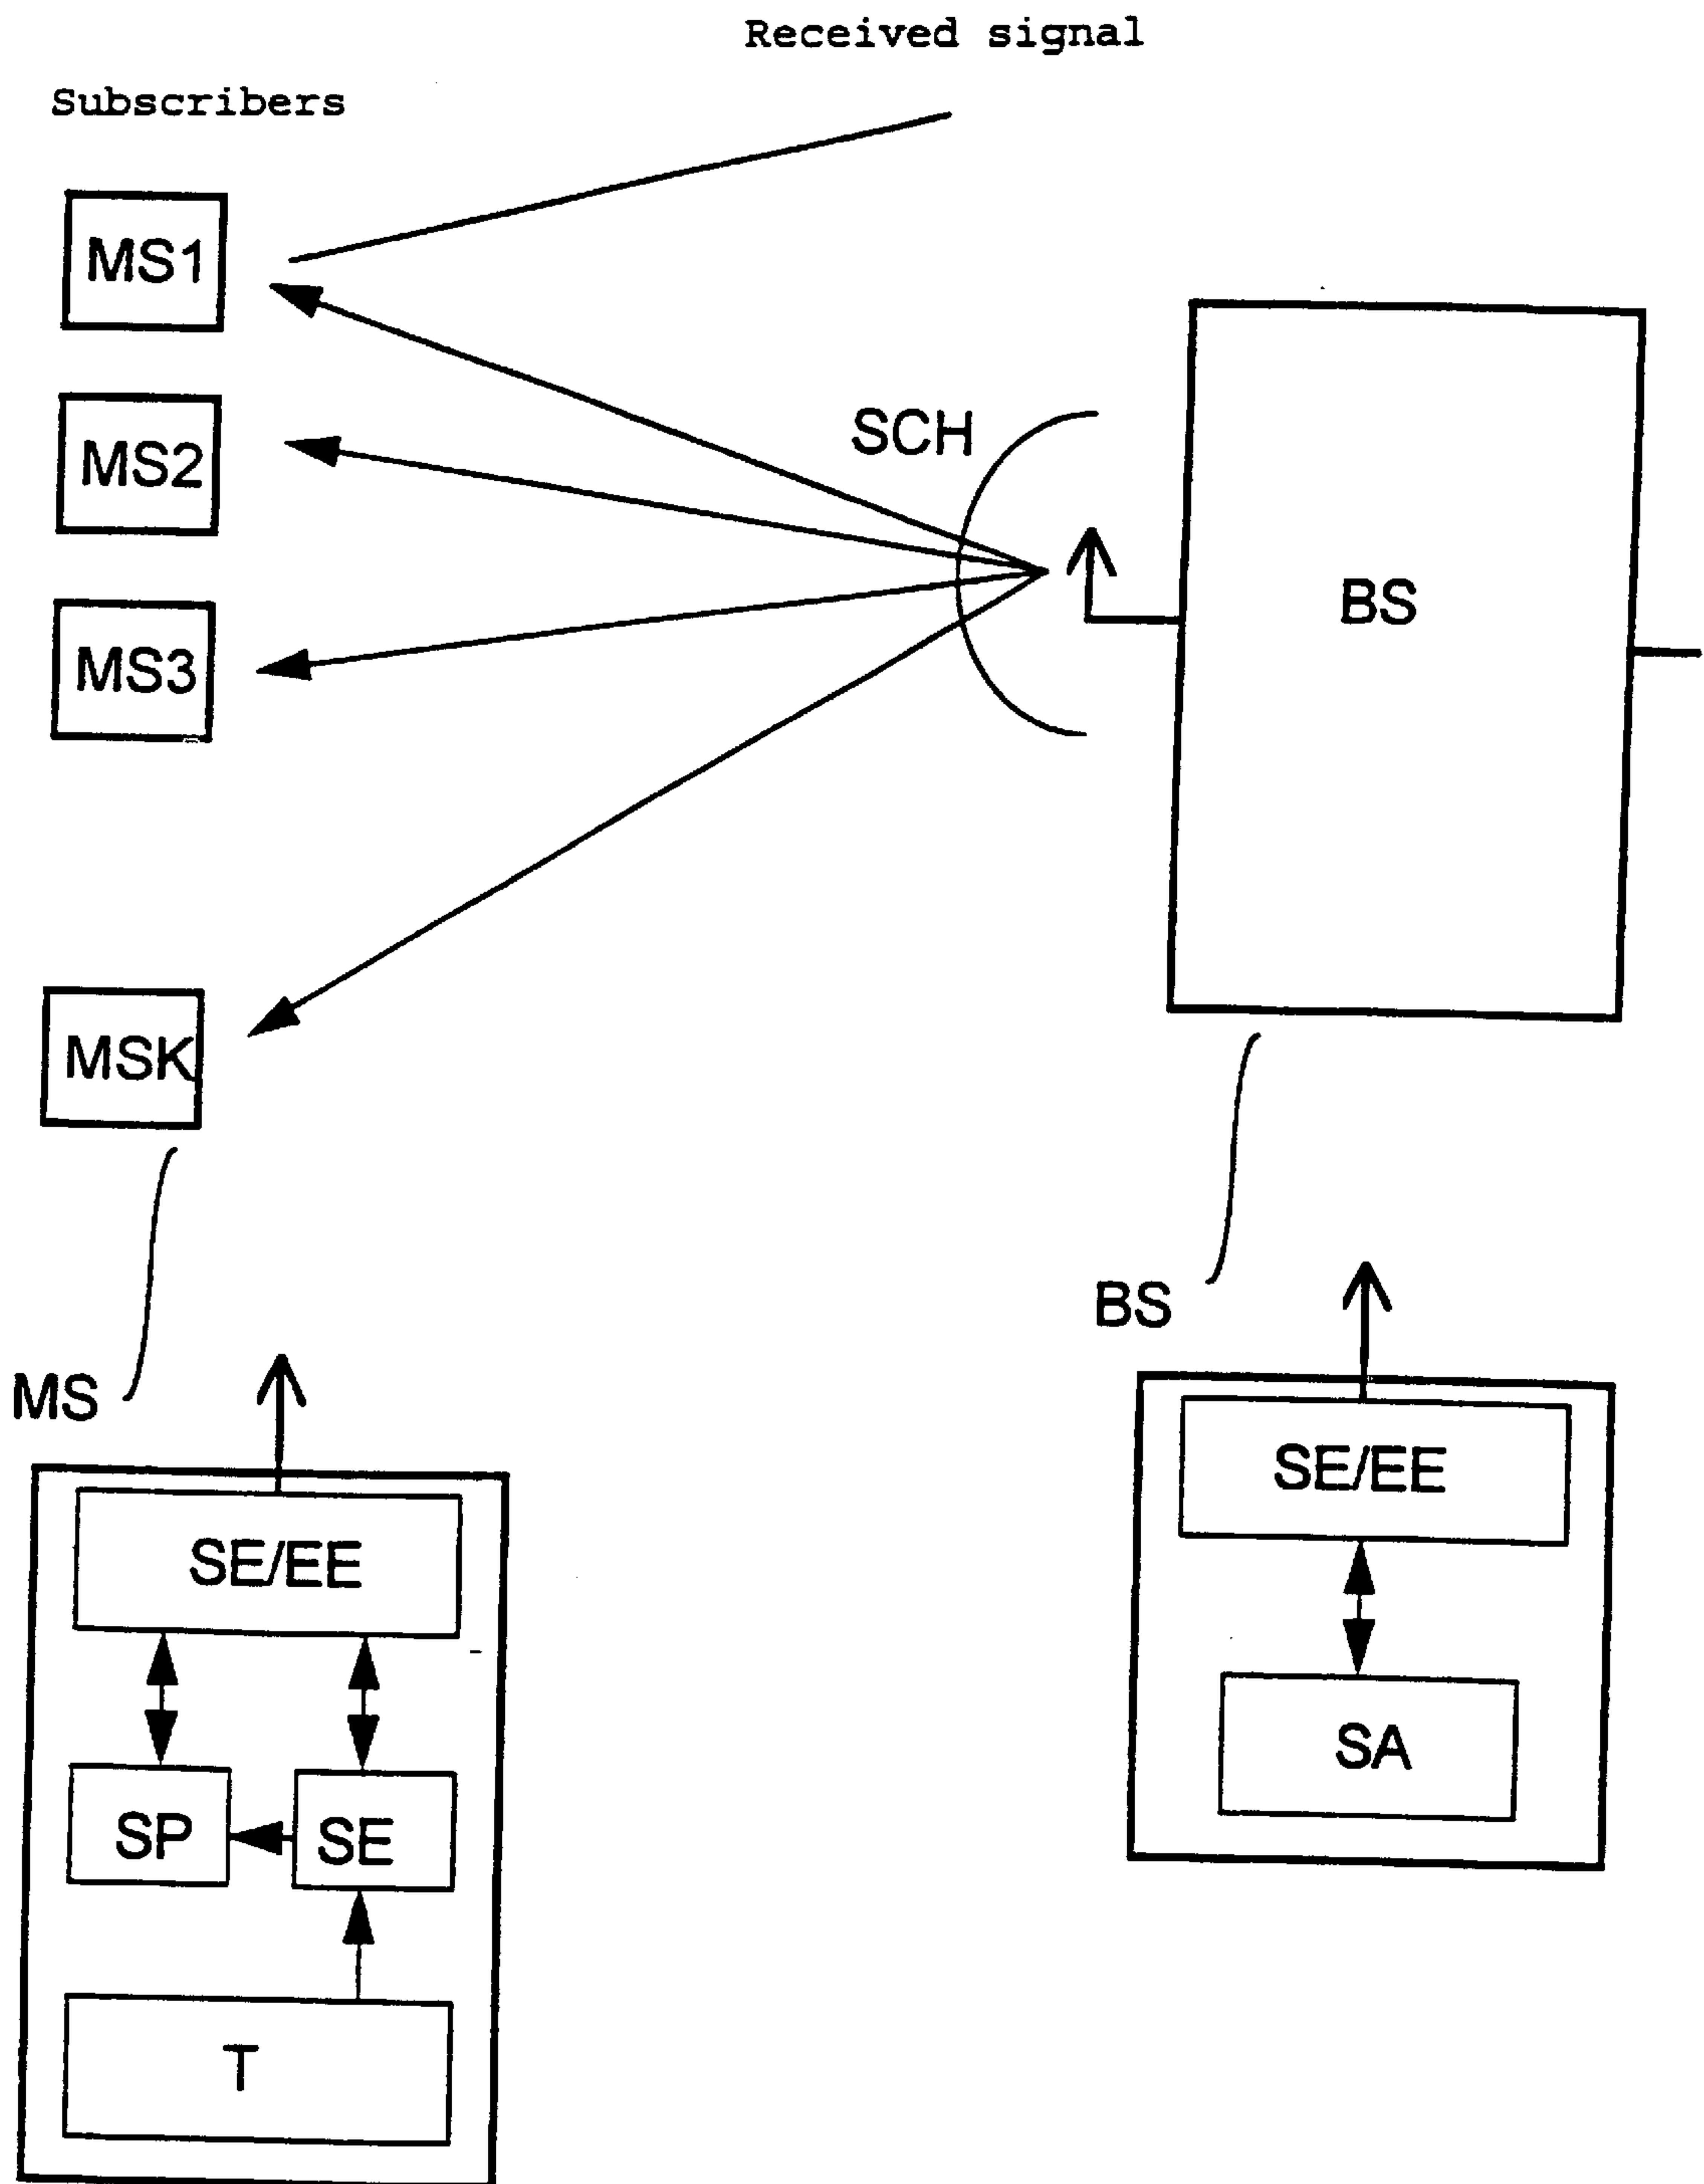 Received signal
Subscribers
MS1
MS2
MS3
MSK
SCH
BS
MS
SE/EE
SP
SE
T
BS
SE/EE
SA